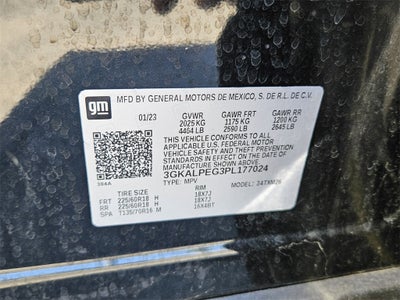 gm
MFD BY GENERAL MOTORS DE MEXICO, S. DE R.L. DE C.V.
01/23 GVWR GAWR FRT GAWR RR
2025 KG 1175 KG 1200 KG
4464 LB 2590 LB 2645 LB
THIS VEHICLE CONFORMS TO ALL
APPLICABLE U.S. FEDERAL MOTOR
VEHICLE SAFETY AND THEFT PREVENTION
STANDARDS IN EFFECT ON THE DATE OF
MANUFACTURE SHOWN ABOVE.
3GKALPEG3PL177024
TYPE: MPV MODEL: 34TXM26
TIRE SIZE RIM
FRT 225/60R18 H 18X7J
RR 225/60R18 H 18X7J
SPA T135/70R16 M 16X4BT